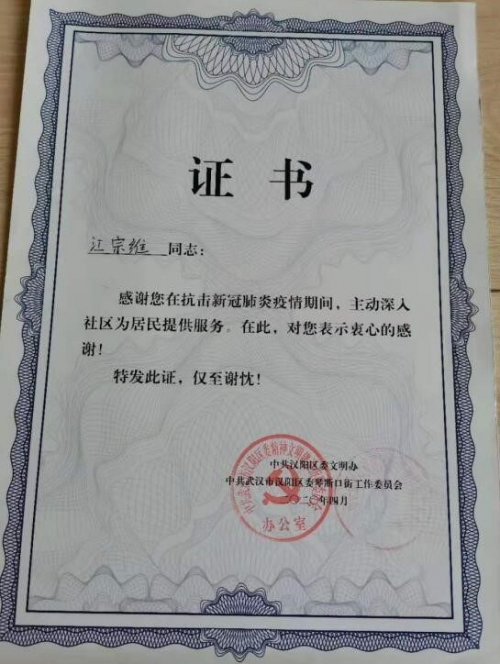 证书
江宗维 同志：
感谢您在抗击新冠肺炎疫情期间，主动深入
社区为居民提供服务。在此，对您表示衷心的感
谢！
特发此证，仅至谢忱！
中共汉阳区委文明办
中共武汉市汉阳区委琴断口街工作委员会
二〇二〇年四月
办公室